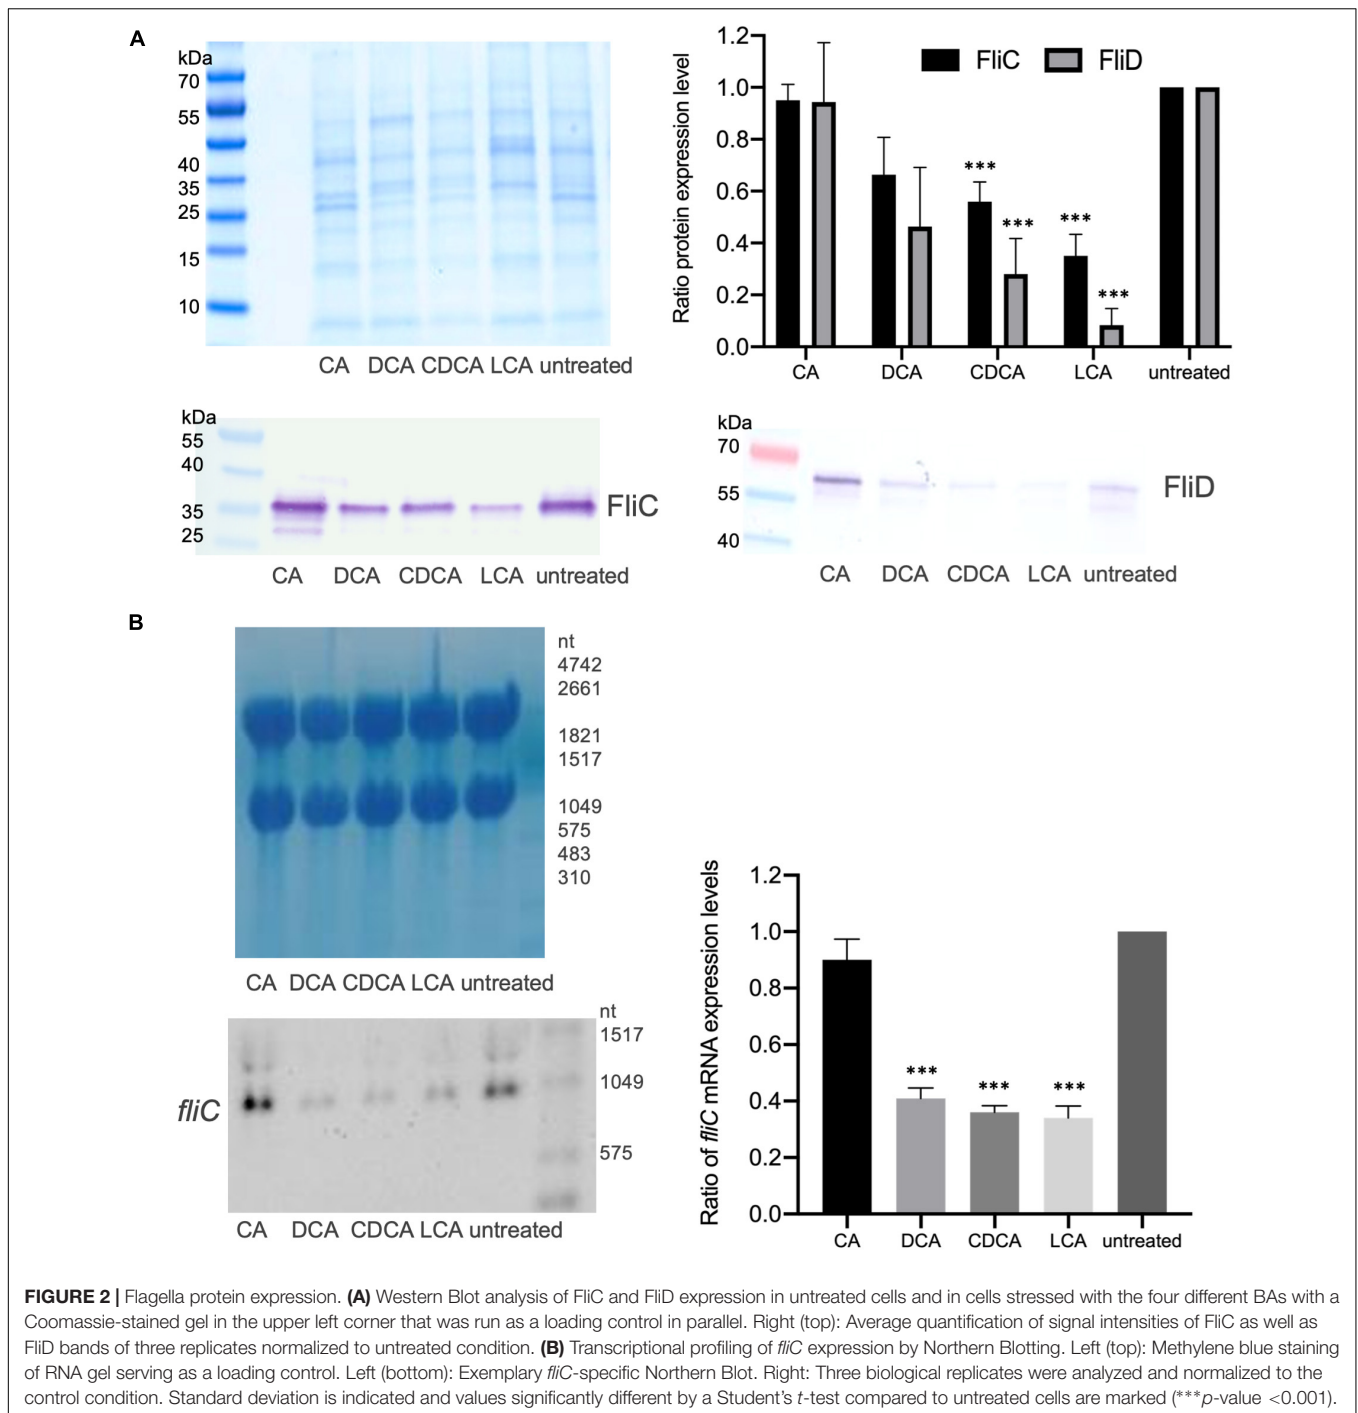 A
kDa
70
55
40
35
25
15
10
CA DCA CDCA LCA untreated
1.2
1.0
0.8
0.6
0.4
0.2
0.0
Ratio protein expression level
FliC FliD
***
***
***
***
CA DCA CDCA LCA untreated
kDa
55
40
35
25
FliC
CA DCA CDCA LCA untreated
kDa
70
55
40
FliD
CA DCA CDCA LCA untreated
B
nt
4742
2661
1821
1517
1049
575
483
310
CA DCA CDCA LCA untreated
nt
1517
1049
575
fliC
CA DCA CDCA LCA untreated
1.2
1.0
0.8
0.6
0.4
0.2
0.0
Ratio of fliC mRNA expression levels
*** *** ***
CA DCA CDCA LCA untreated
FIGURE 2 | Flagella protein expression. (A) Western Blot analysis of FliC and FliD expression in untreated cells and in cells stressed with the four different BAs with a
Coomassie-stained gel in the upper left corner that was run as a loading control in parallel. Right (top): Average quantification of signal intensities of FliC as well as
FliD bands of three replicates normalized to untreated condition. (B) Transcriptional profiling of fliC expression by Northern Blotting. Left (top): Methylene blue staining
of RNA gel serving as a loading control. Left (bottom): Exemplary fliC-specific Northern Blot. Right: Three biological replicates were analyzed and normalized to the
control condition. Standard deviation is indicated and values significantly different by a Student's t-test compared to untreated cells are marked (***p-value <0.001).